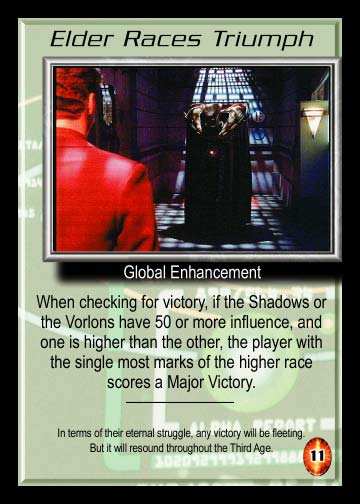 Elder Races Triumph
Global Enhancement
When checking for victory, if the Shadows or
the Vorlons have 50 or more influence, and
one is higher than the other, the player with
the single most marks of the higher race
scores a Major Victory.
In terms of their eternal struggle, any victory will be fleeting.
But it will resound throughout the Third Age.
11